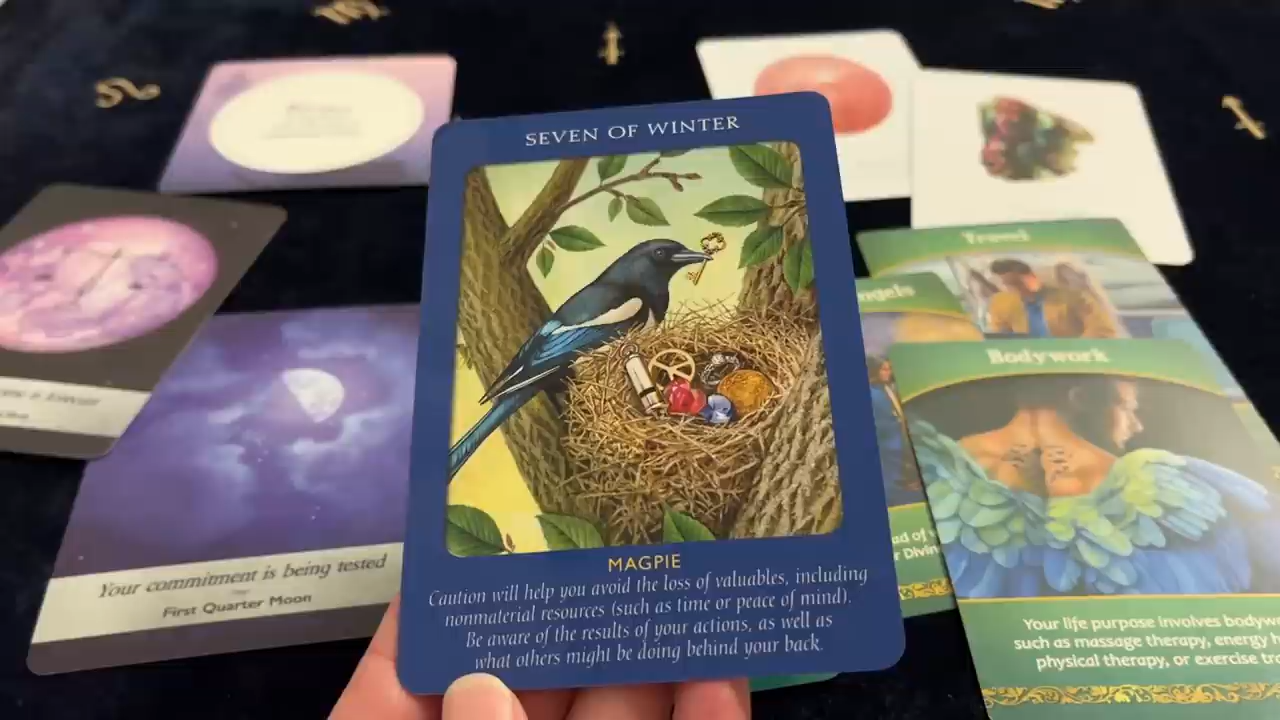 SEVEN OF WINTER
MAGPIE
Caution will help you avoid the loss of valuables, including
nonmaterial resources (such as time or peace of mind).
Be aware of the results of your actions, as well as
what others might be doing behind your back.
Your commitment is being tested
First Quarter Moon
Travel
Bodywork
Your life purpose involves
such as massage therapy, energy
physical therapy, or exercise